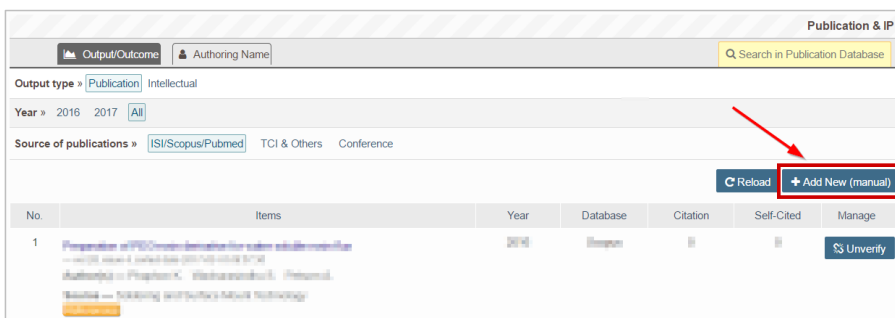 Publication & IP
Output/Outcome Authoring Name Search in Publication Database
Output type » Publication Intellectual
Year » 2016 2017 All
Source of publications » ISI/Scopus/Pubmed TCI & Others Conference
Reload + Add New (manual)
No. Items Year Database Citation Self-Cited Manage
1 Unverify